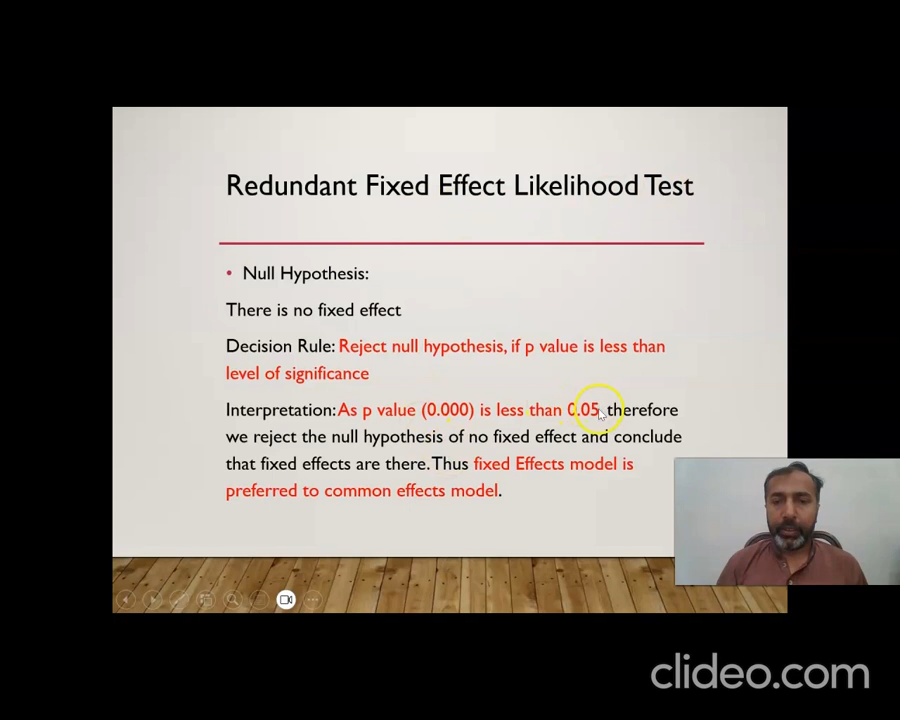 Redundant Fixed Effect Likelihood Test
• Null Hypothesis:
There is no fixed effect
Decision Rule: Reject null hypothesis, if p value is less than
level of significance
Interpretation: As p value (0.000) is less than 0.05, therefore
we reject the null hypothesis of no fixed effect and conclude
that fixed effects are there. Thus fixed Effects model is
preferred to common effects model.
clideo.com